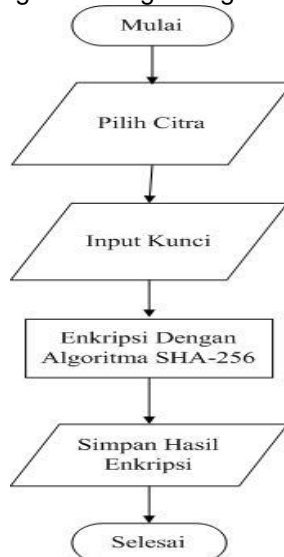 Mulai
Pilih Citra
Input Kunci
Enkripsi Dengan
Algoritma SHA-256
Simpan Hasil
Enkripsi
Selesai